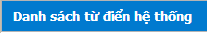 Danh sách từ điển hệ thống